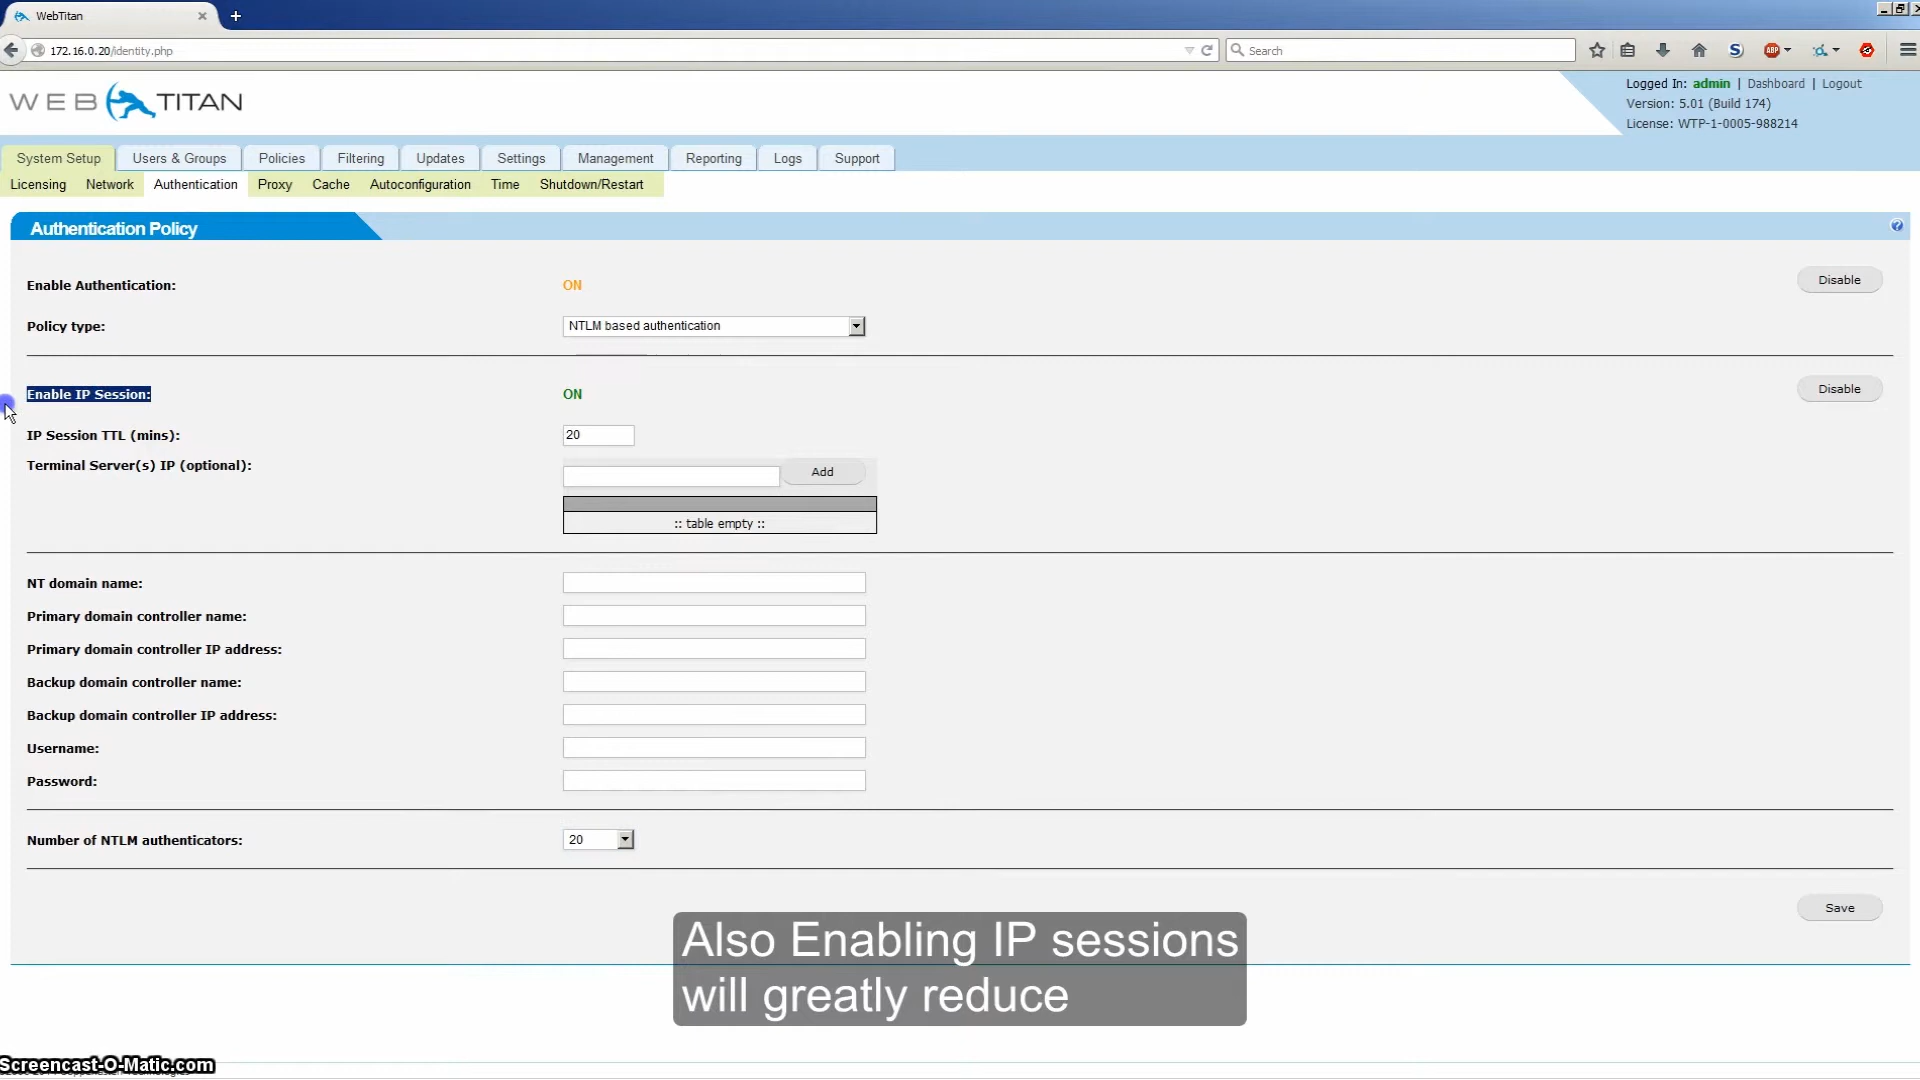 WebTitan
172.16.0.20/identity.php
Search
WEB TITAN
Logged In: admin | Dashboard | Logout
Version: 5.01 (Build 174)
License: WTP-1-0005-988214
System Setup Users & Groups Policies Filtering Updates Settings Management Reporting Logs Support
Licensing Network Authentication Proxy Cache Autoconfiguration Time Shutdown/Restart
Authentication Policy
Enable Authentication: ON Disable
Policy type: NTLM based authentication
Enable IP Session: ON Disable
IP Session TTL (mins): 20
Terminal Server(s) IP (optional): Add
:: table empty ::
NT domain name:
Primary domain controller name:
Primary domain controller IP address:
Backup domain controller name:
Backup domain controller IP address:
Username:
Password:
Number of NTLM authenticators: 20
Save
Also Enabling IP sessions
will greatly reduce
Screencast-O-Matic.com